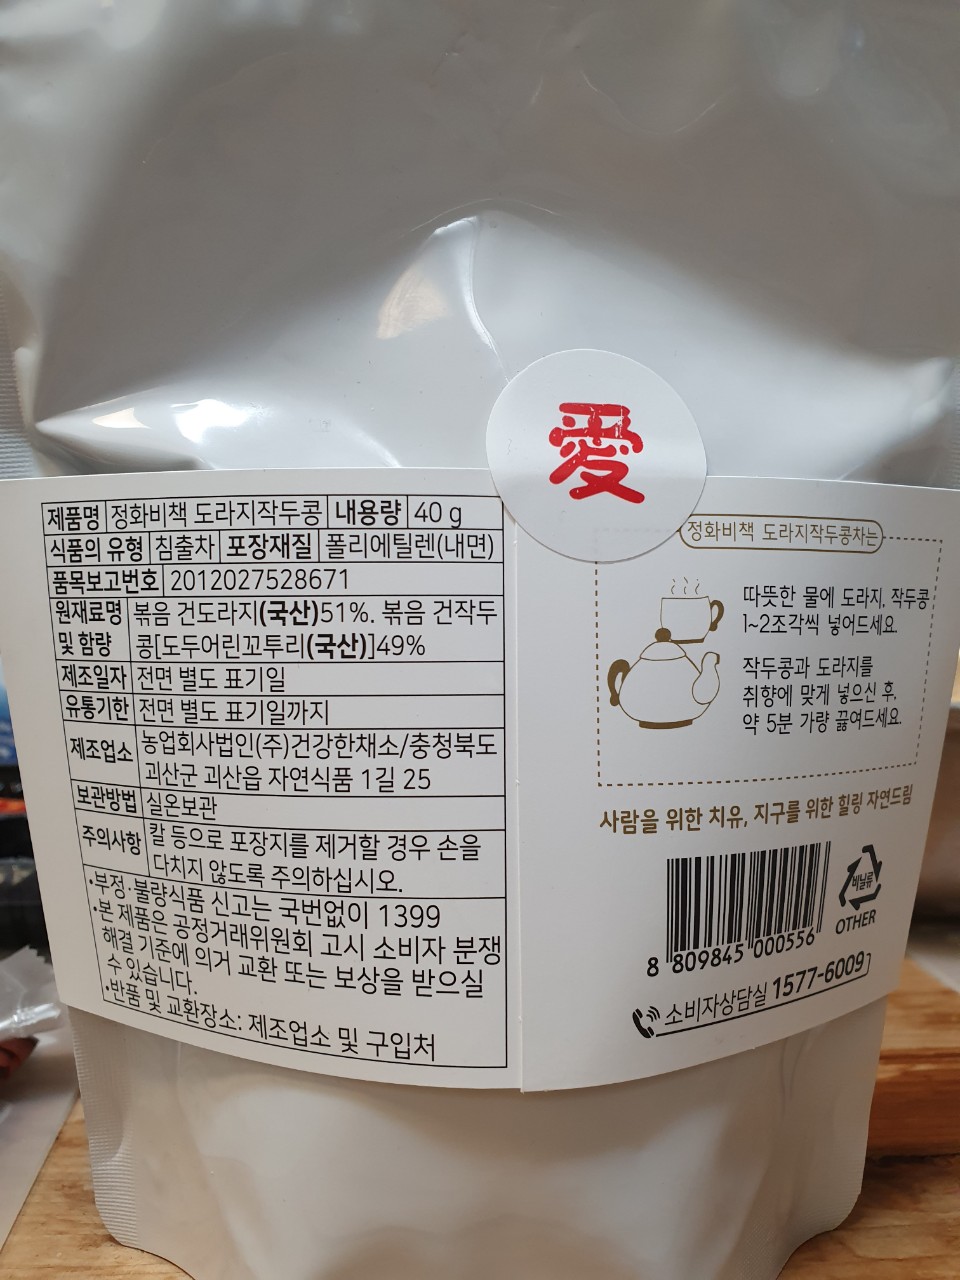 愛
제품명 정화비책 도라지작두콩 내용량 40 g
식품의 유형 침출차 포장재질 폴리에틸렌(내면)
품목보고번호 2012027528671
원재료명 볶음 건도라지(국산)51%. 볶음 건작두
및 함량 콩[도두어린꼬투리(국산)]49%
제조일자 전면 별도 표기일
유통기한 전면 별도 표기일까지
제조업소 농업회사법인(주)건강한채소/충청북도
괴산군 괴산읍 자연식품 1길 25
보관방법 실온보관
주의사항 칼 등으로 포장지를 제거할 경우 손을
다치지 않도록 주의하십시오.
·부정·불량식품 신고는 국번없이 1399
·본 제품은 공정거래위원회 고시 소비자 분쟁
해결 기준에 의거 교환 또는 보상을 받으실
수 있습니다.
·반품 및 교환장소: 제조업소 및 구입처
정화비책 도라지작두콩차는
따뜻한 물에 도라지, 작두콩
1~2조각씩 넣어드세요.
작두콩과 도라지를
취향에 맞게 넣으신 후,
약 5분 가량 끓여드세요.
사람을 위한 치유, 지구를 위한 힐링 자연드림
8 809845 000556
비닐류
OTHER
소비자상담실 1577-6009